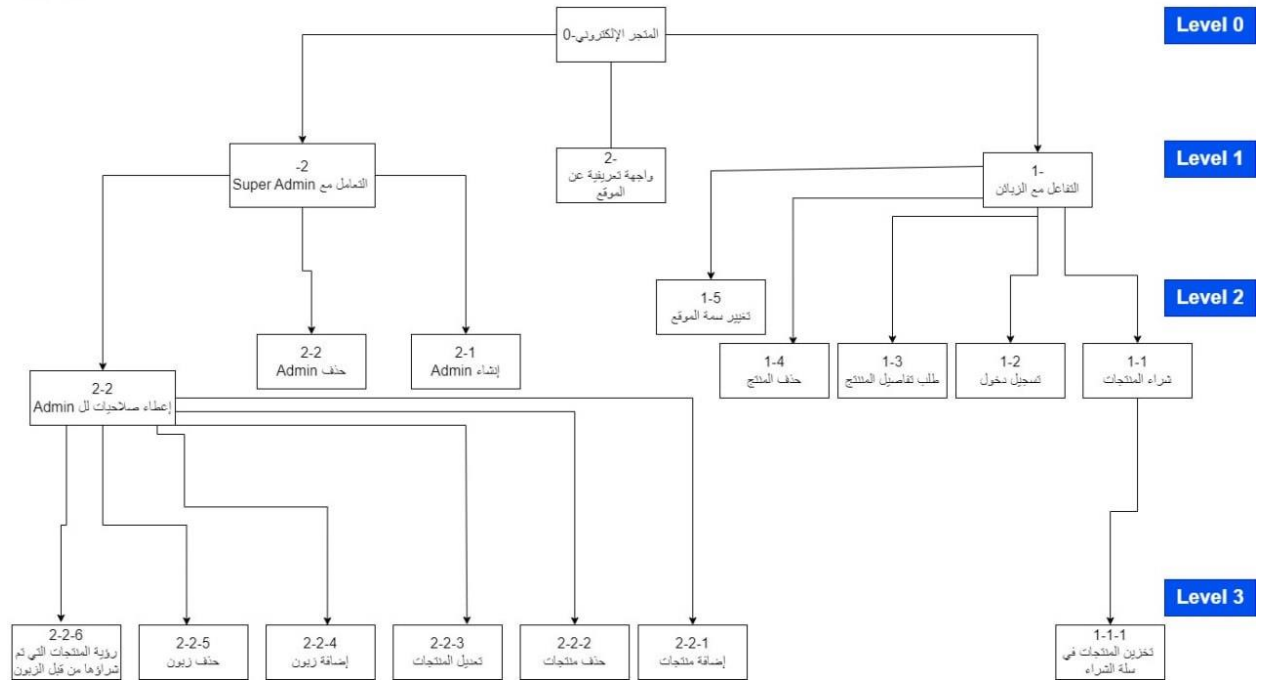 Level 0
المتجر الإلكتروني-0
Level 1
1-
التفاعل مع الزبائن
2-
واجهة تعريفية عن
الموقع
-2
التعامل مع Super Admin
Level 2
1-5
تغيير سمة الموقع
1-1
شراء المنتجات
1-2
تسجيل دخول
1-3
طلب تفاصيل المنتتج
1-4
حذف المنتج
2-1
إنشاء Admin
2-2
حذف Admin
2-2
إعطاء صلاحيات لل Admin
Level 3
1-1-1
تخزين المنتجات في
سلة الشراء
2-2-1
إضافة منتجات
2-2-2
حذف منتجات
2-2-3
تعديل المنتجات
2-2-4
إضافة زبون
2-2-5
حذف زبون
2-2-6
رؤية المنتجات التي تم
شراؤها من قبل الزبون